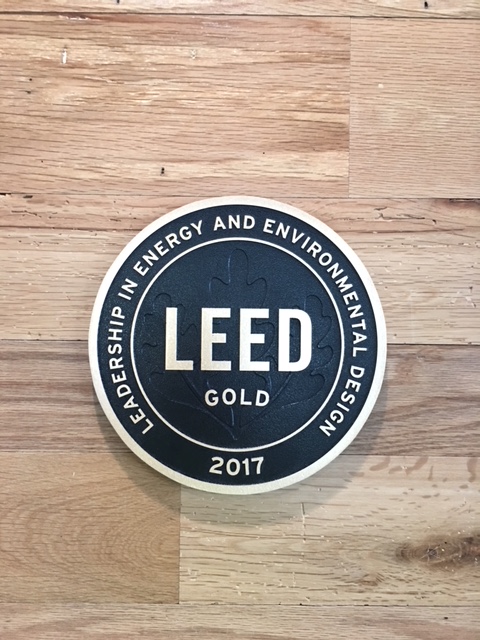 LEADERSHIP IN ENERGY AND ENVIRONMENTAL DESIGN
LEED
GOLD
2017